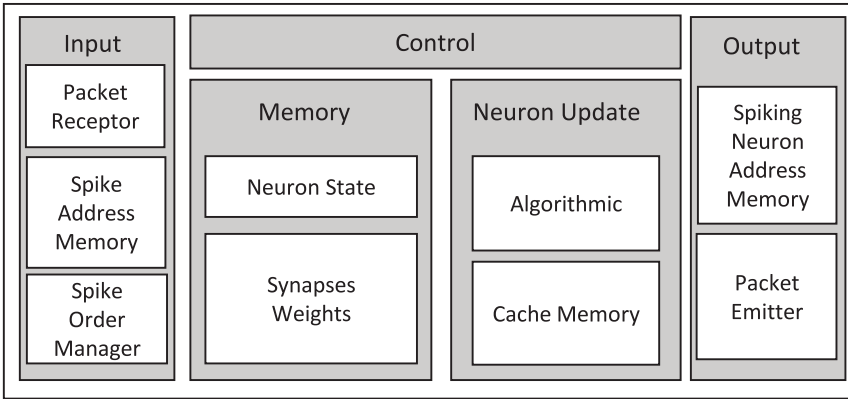 Input
Packet
Receptor
Spike
Address
Memory
Spike
Order
Manager
Control
Memory
Neuron State
Synapses
Weights
Neuron Update
Algorithmic
Cache Memory
Output
Spiking
Neuron
Address
Memory
Packet
Emitter